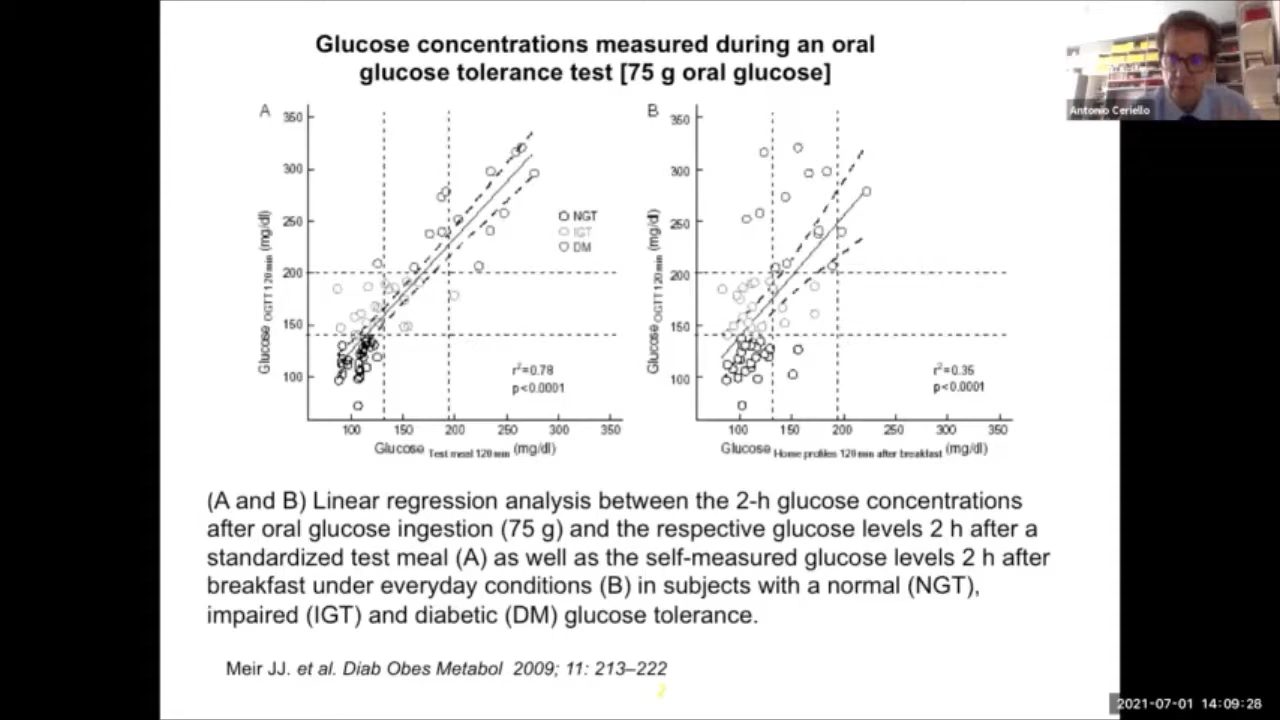 Glucose concentrations measured during an oral
glucose tolerance test [75 g oral glucose]
Antonio Ceriello
A
350
300
250
200
150
100
Glucose OGTT 120 min (mg/dl)
NGT
IGT
DM
r²=0.78
p<0.0001
100 150 200 250 300 350
Glucose Test meal 120 min (mg/dl)
B
350
300
250
200
150
100
Glucose OGTT 120 min (mg/dl)
r²=0.35
p<0.0001
100 150 200 250 300 350
Glucose Home profiles 120 min after breakfast (mg/dl)
(A and B) Linear regression analysis between the 2-h glucose concentrations
after oral glucose ingestion (75 g) and the respective glucose levels 2 h after a
standardized test meal (A) as well as the self-measured glucose levels 2 h after
breakfast under everyday conditions (B) in subjects with a normal (NGT),
impaired (IGT) and diabetic (DM) glucose tolerance.
Meir JJ. et al. Diab Obes Metabol 2009; 11: 213–222
2
2021-07-01 14:09:28